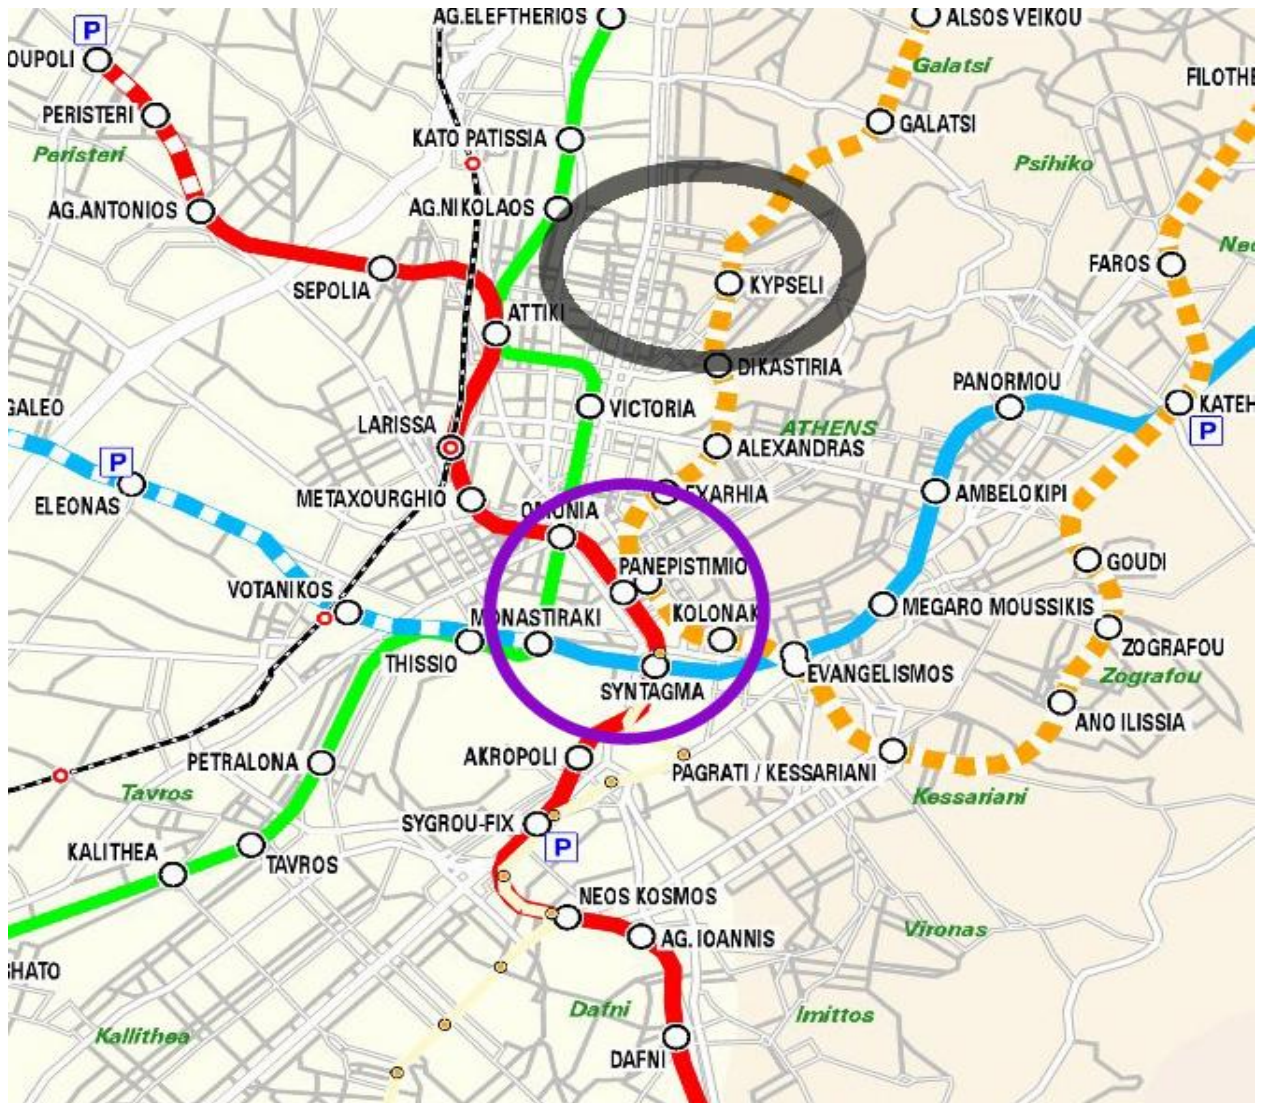 AG.ELEFTHERIOS
ALSOS VEIKOU
P
OUPOLI
Galatsi
FILOTHE
PERISTERI
GALATSI
KATO PATISSIA
Peristeri
Psihiko
AG.ANTONIOS
AG.NIKOLAOS
FAROS
SEPOLIA
KYPSELI
ATTIKI
DIKASTIRIA
PANORMOU
KATEH
GALEO
VICTORIA
LARISSA
ATHENS
P
ALEXANDRAS
P
ELEONAS
METAXOURGHIO
EXARHIA
AMBELOKIPI
OMONIA
PANEPISTIMIO
GOUDI
VOTANIKOS
MONASTIRAKI
KOLONAK
MEGARO MOUSSIKIS
THISSIO
ZOGRAFOU
EVANGELISMOS
Zografou
SYNTAGMA
ANO ILISSIA
AKROPOLI
PETRALONA
PAGRATI / KESSARIANI
Tavros
Kessariani
SYGROU-FIX
P
KALITHEA
TAVROS
NEOS KOSMOS
Vironas
AG. IOANNIS
Dafni
Imittos
Kallithea
DAFNI